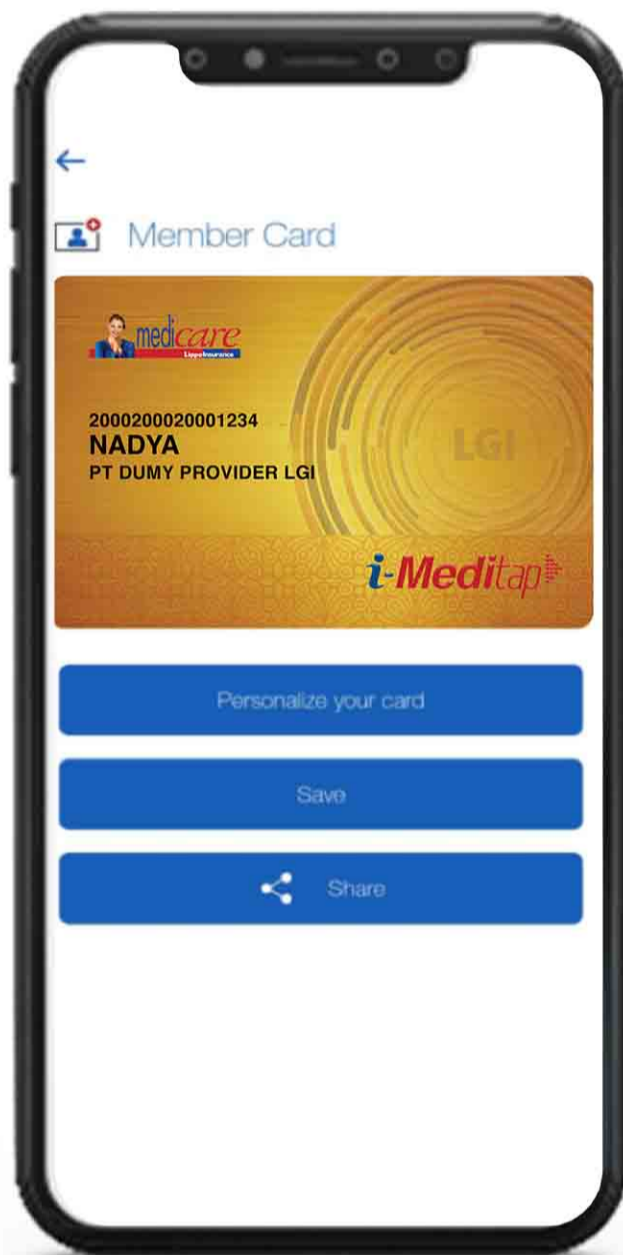 Member Card
medicare
LippoInsurance
2000200020001234
NADYA
PT DUMY PROVIDER LGI
LGI
i-Meditap
Personalize your card
Save
Share